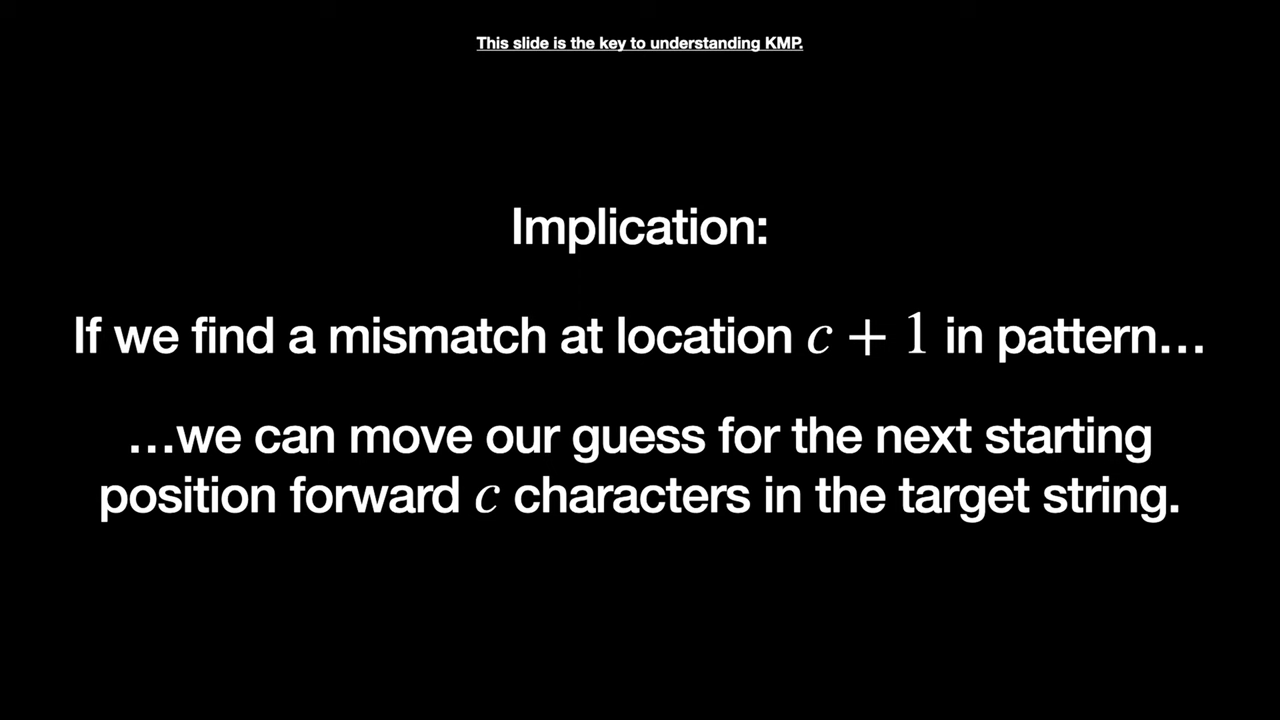 This slide is the key to understanding KMP.
Implication:
If we find a mismatch at location c + 1 in pattern…
…we can move our guess for the next starting
position forward c characters in the target string.